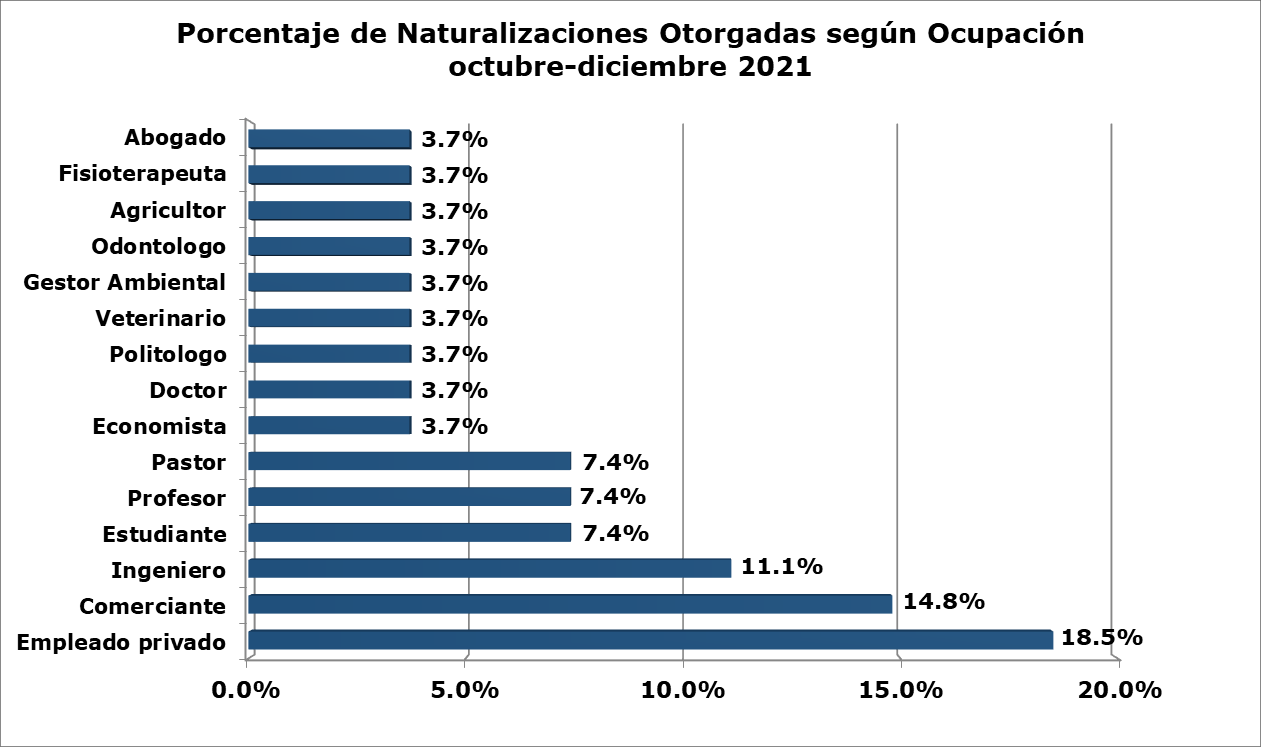 Porcentaje de Naturalizaciones Otorgadas según Ocupación
octubre-diciembre 2021
Abogado 3.7%
Fisioterapeuta 3.7%
Agricultor 3.7%
Odontologo 3.7%
Gestor Ambiental 3.7%
Veterinario 3.7%
Politologo 3.7%
Doctor 3.7%
Economista 3.7%
Pastor 7.4%
Profesor 7.4%
Estudiante 7.4%
Ingeniero 11.1%
Comerciante 14.8%
Empleado privado 18.5%
0.0% 5.0% 10.0% 15.0% 20.0%